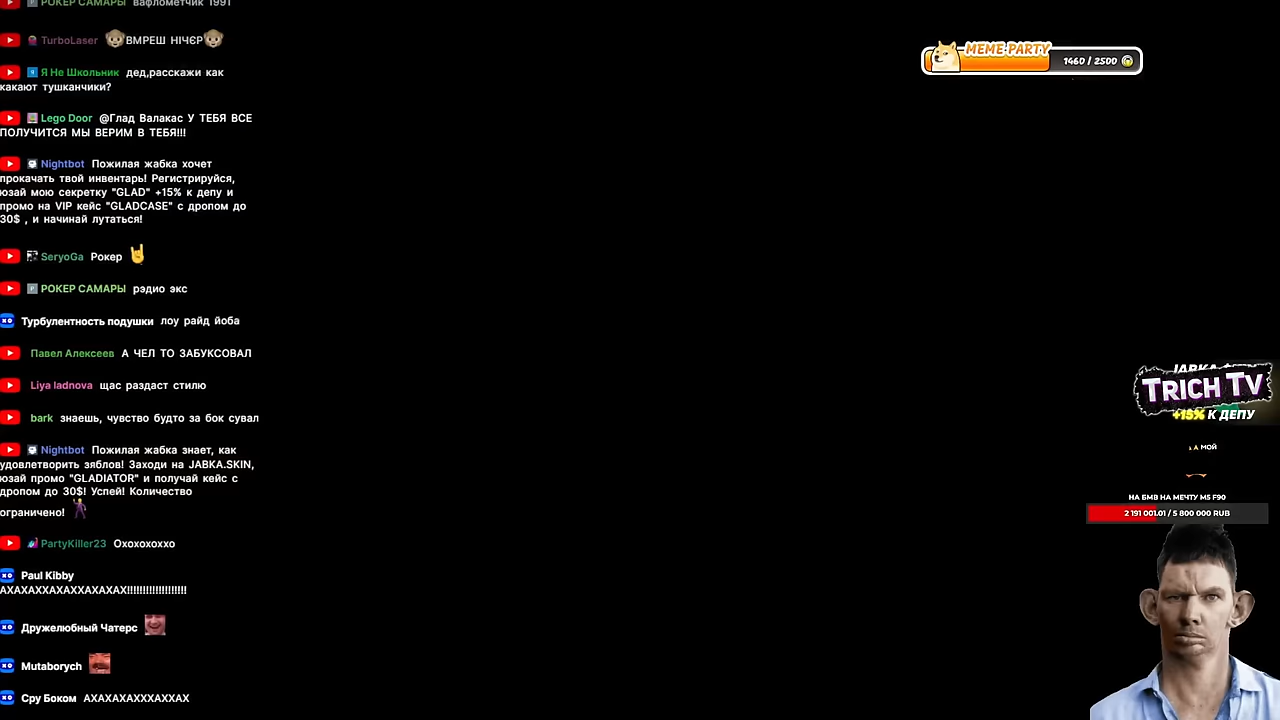 РОКЕР САМАРЫ вафлометчик 1991
TurboLaser ВМРЕШ НІЧЄР
Я Не Школьник дед,расскажи как
какают тушканчики?
Lego Door @Глад Валакас У ТЕБЯ ВСЕ
ПОЛУЧИТСЯ МЫ ВЕРИМ В ТЕБЯ!!!
Nightbot Пожилая жабка хочет
прокачать твой инвентарь! Регистрируйся,
юзай мою секретку "GLAD" +15% к депу и
промо на VIP кейс "GLADCASE" с дропом до
30$ , и начинай лутаться!
SeryoGa Рокер
РОКЕР САМАРЫ рэдио экс
Турбулентность подушки лоу райд йоба
Павел Алексеев А ЧЕЛ ТО ЗАБУКСОВАЛ
Liya ladnova щас раздаст стилю
bark знаешь, чувство будто за бок сувал
Nightbot Пожилая жабка знает, как
удовлетворить зяблов! Заходи на JABKA.SKIN,
юзай промо "GLADIATOR" и получай кейс с
дропом до 30$! Успей! Количество
ограничено!
PartyKiller23 Охохохоххо
Paul Kibby
АХАХАХХАХАХХАХАХАХ!!!!!!!!!!!!!!!!!!!
Дружелюбный Чатерс
Mutaborych
Сру Боком АХАХАХАХХХАХХАХ
MEME PARTY
1460 / 2500
TRICH TV
+15% К ДЕПУ
МОЙ
НА БМВ НА МЕЧТУ M5 F90
2 191 001.01 / 5 800 000 RUB